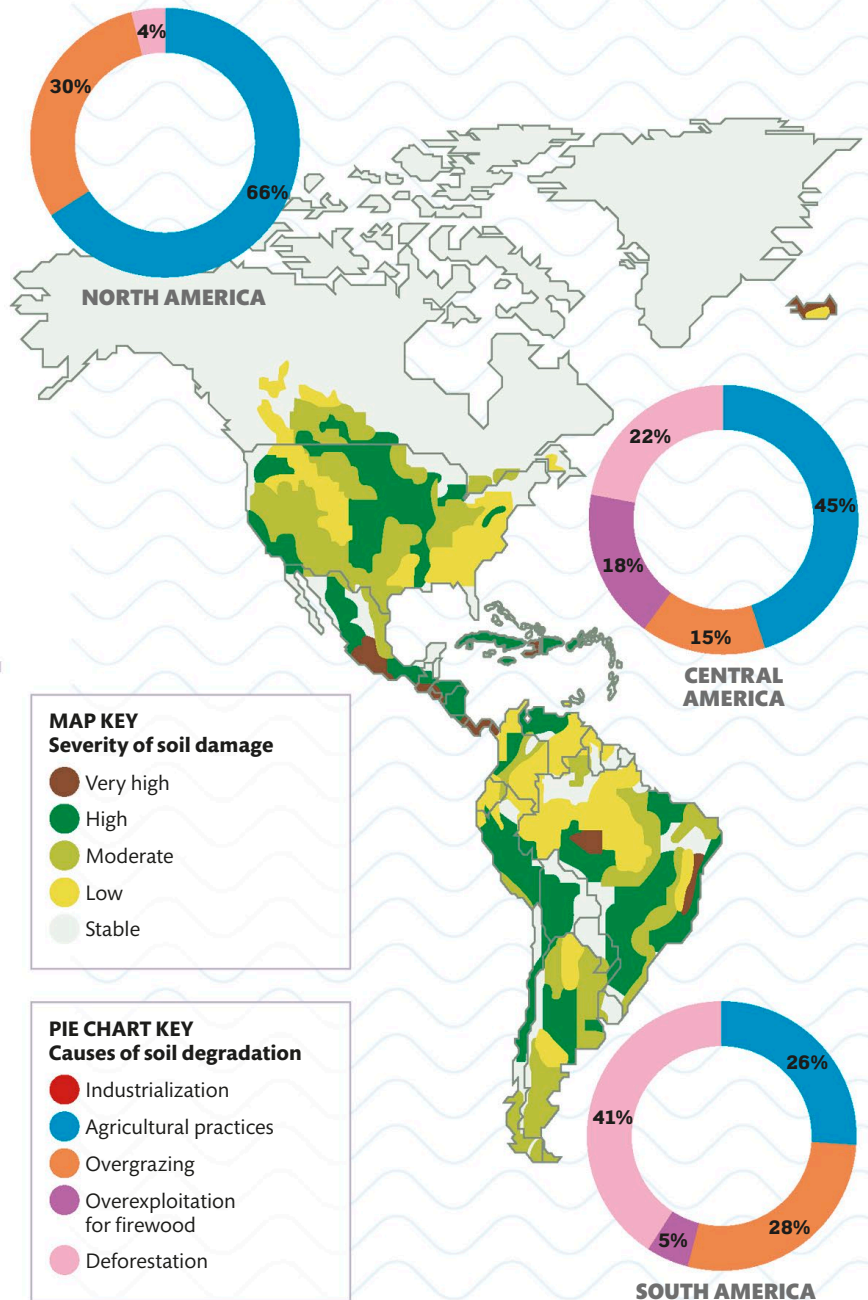 4%
30%
66%
NORTH AMERICA
22%
45%
18%
15%
CENTRAL
AMERICA
MAP KEY
Severity of soil damage
Very high
High
Moderate
Low
Stable
PIE CHART KEY
Causes of soil degradation
Industrialization
Agricultural practices
Overgrazing
Overexploitation
for firewood
Deforestation
26%
41%
28%
5%
SOUTH AMERICA